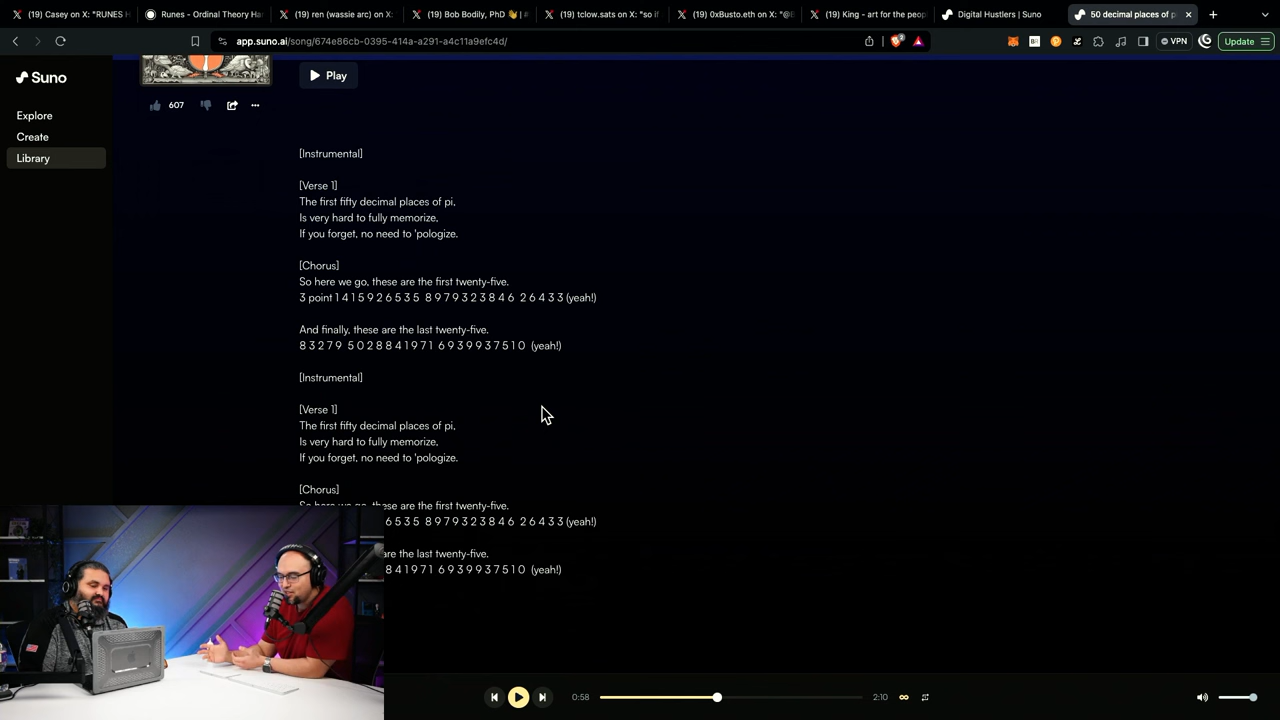 (19) Casey on X: "RUNES H
Runes - Ordinal Theory Ha
(19) ren (wassie arc) on X:
(19) Bob Bodily, PhD 👋 | #
(19) tclow.sats on X: "so if
(19) 0xBusto.eth on X: "@B
(19) King - art for the peop
Digital Hustlers | Suno
50 decimal places of p
app.suno.ai/song/674e86cb-0395-414a-a291-a4c11a9efc4d/
VPN
Update
Suno
Explore
Create
Library
Play
607
[Instrumental]
[Verse 1]
The first fifty decimal places of pi,
Is very hard to fully memorize,
If you forget, no need to 'pologize.
[Chorus]
So here we go, these are the first twenty-five.
3 point 1 4 1 5 9 2 6 5 3 5 8 9 7 9 3 2 3 8 4 6 2 6 4 3 3 (yeah!)
And finally, these are the last twenty-five.
8 3 2 7 9 5 0 2 8 8 4 1 9 7 1 6 9 3 9 9 3 7 5 1 0 (yeah!)
[Instrumental]
[Verse 1]
The first fifty decimal places of pi,
Is very hard to fully memorize,
If you forget, no need to 'pologize.
[Chorus]
So here we go, these are the first twenty-five.
6 5 3 5 8 9 7 9 3 2 3 8 4 6 2 6 4 3 3 (yeah!)
are the last twenty-five.
8 4 1 9 7 1 6 9 3 9 9 3 7 5 1 0 (yeah!)
0:58
2:10